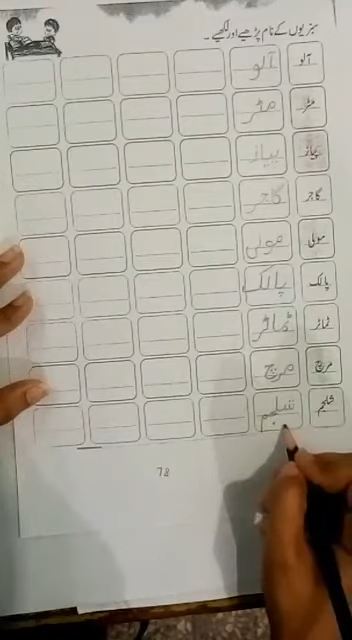 سبزیوں کے نام پڑھیے اور لکھیے۔
آلو آلو
مٹر مٹر
پیاز پیاز
گاجر گاجر
مولی مولی
پالک پالک
ٹماٹر ٹماٹر
مرچ مرچ
شلجم شلجم
78